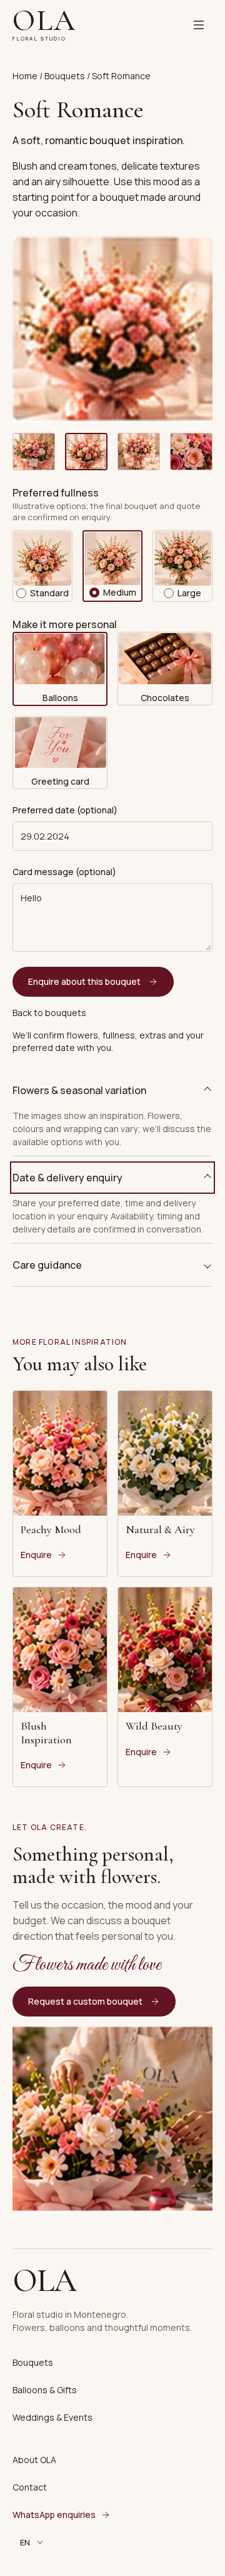 OLA
FLORAL STUDIO
Home / Bouquets / Soft Romance
Soft Romance
A soft, romantic bouquet inspiration.
Blush and cream tones, delicate textures
and an airy silhouette. Use this mood as a
starting point for a bouquet made around
your occasion.
Preferred fullness
Illustrative options; the final bouquet and quote
are confirmed on enquiry.
Standard
Medium
Large
Make it more personal
For
You
Balloons
Chocolates
Greeting card
Preferred date (optional)
29.02.2024
Card message (optional)
Hello
Enquire about this bouquet
Back to bouquets
We'll confirm flowers, fullness, extras and your
preferred date with you.
Flowers & seasonal variation
The images show an inspiration. Flowers,
colours and wrapping can vary; we'll discuss the
available options with you.
Date & delivery enquiry
Share your preferred date, time and delivery
location in your enquiry. Availability, timing and
delivery details are confirmed in conversation.
Care guidance
MORE FLORAL INSPIRATION
You may also like
Peachy Mood
Enquire
Natural & Airy
Enquire
Blush
Inspiration
Enquire
Wild Beauty
Enquire
LET OLA CREATE.
Something personal,
made with flowers.
Tell us the occasion, the mood and your
budget. We can discuss a bouquet
direction that feels personal to you.
Flowers made with love
Request a custom bouquet
OLA
OLA
Floral studio in Montenegro.
Flowers, balloons and thoughtful moments.
Bouquets
Balloons & Gifts
Weddings & Events
About OLA
Contact
WhatsApp enquiries
EN